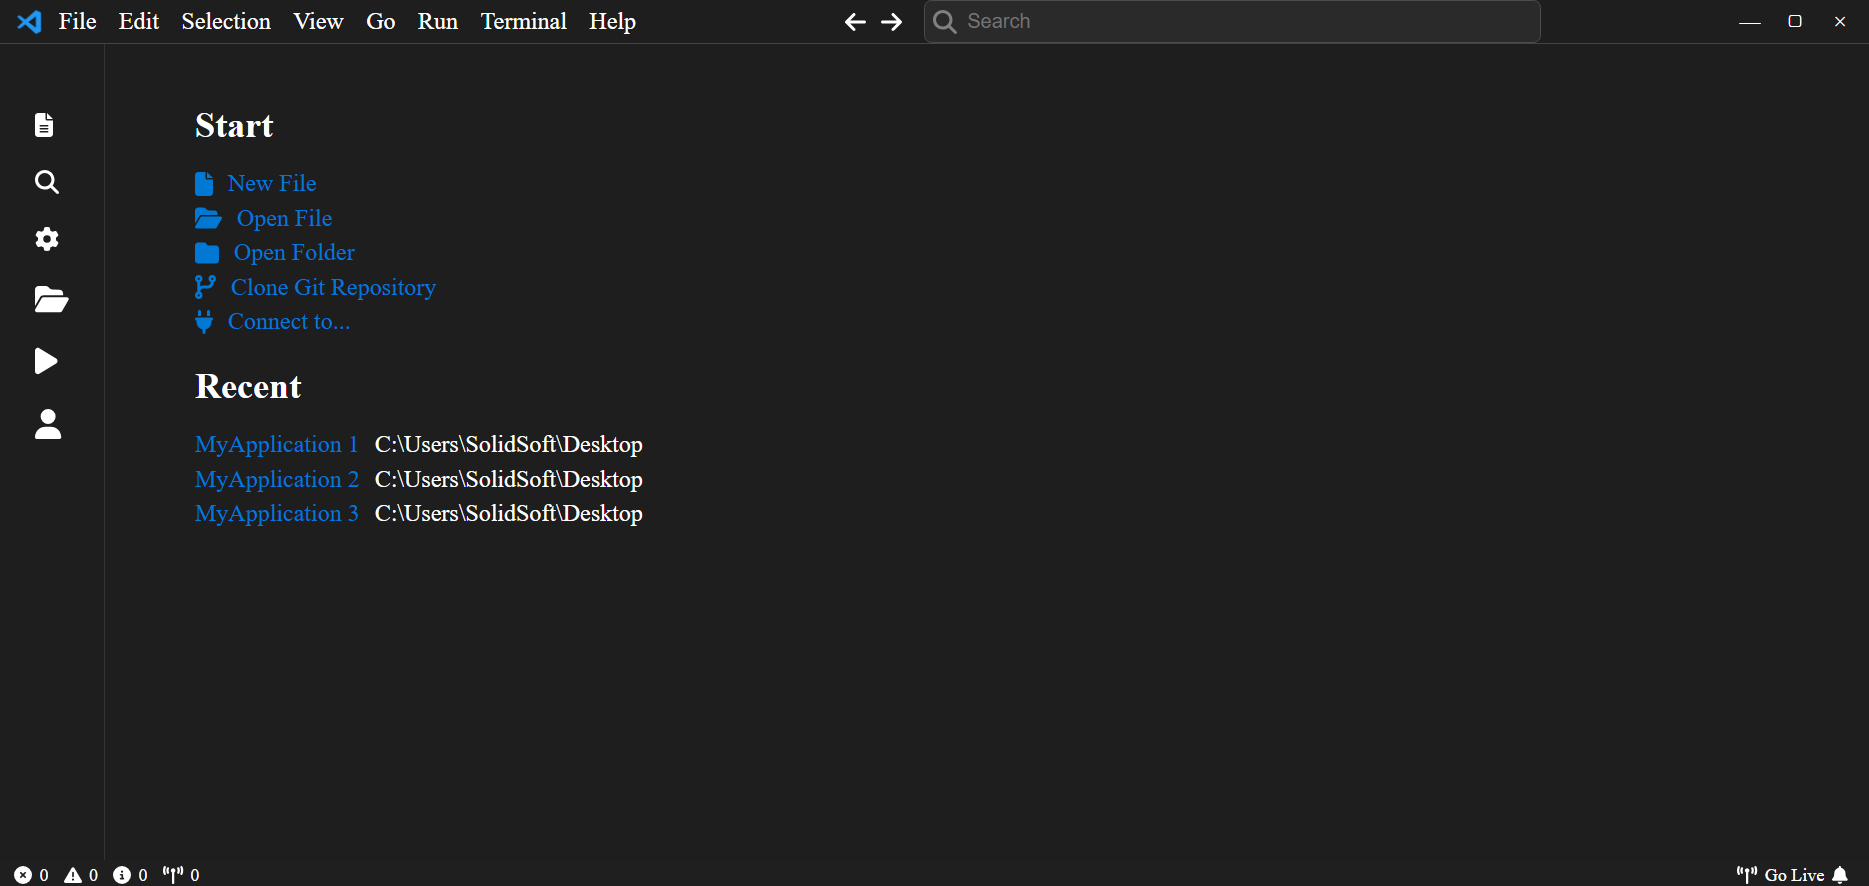 File Edit Selection View Go Run Terminal Help Search
Start
New File
Open File
Open Folder
Clone Git Repository
Connect to...
Recent
MyApplication 1 C:\Users\SolidSoft\Desktop
MyApplication 2 C:\Users\SolidSoft\Desktop
MyApplication 3 C:\Users\SolidSoft\Desktop
0 0 0 0 Go Live